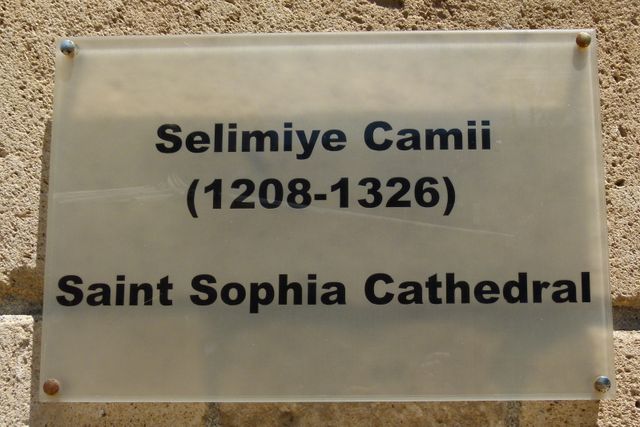 Selimiye Camii
(1208-1326)
Saint Sophia Cathedral